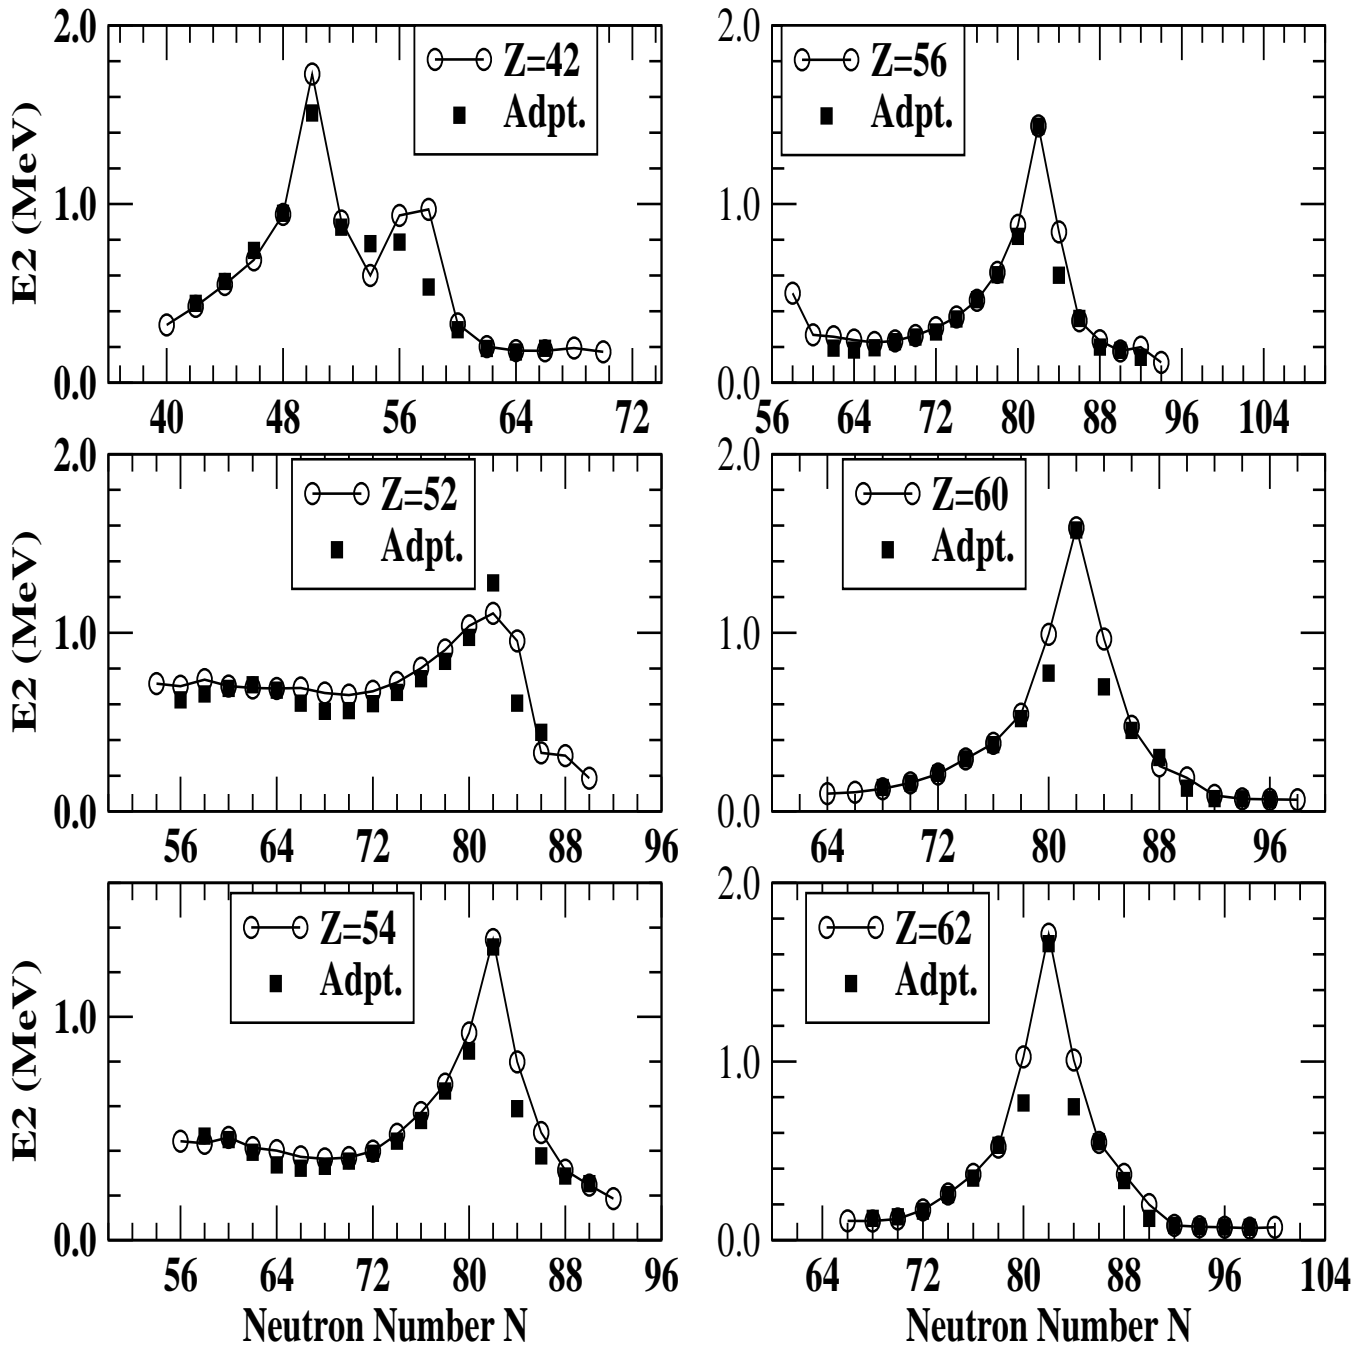 2.0
1.0
0.0
E2 (MeV)
Z=42
Adpt.
40 48 56 64 72
2.0
1.0
0.0
Z=56
Adpt.
56 64 72 80 88 96 104
2.0
1.0
0.0
E2 (MeV)
Z=52
Adpt.
56 64 72 80 88 96
2.0
1.0
0.0
Z=60
Adpt.
64 72 80 88 96
1.0
0.0
E2 (MeV)
Z=54
Adpt.
56 64 72 80 88 96
Neutron Number N
2.0
1.0
0.0
Z=62
Adpt.
64 72 80 88 96 104
Neutron Number N